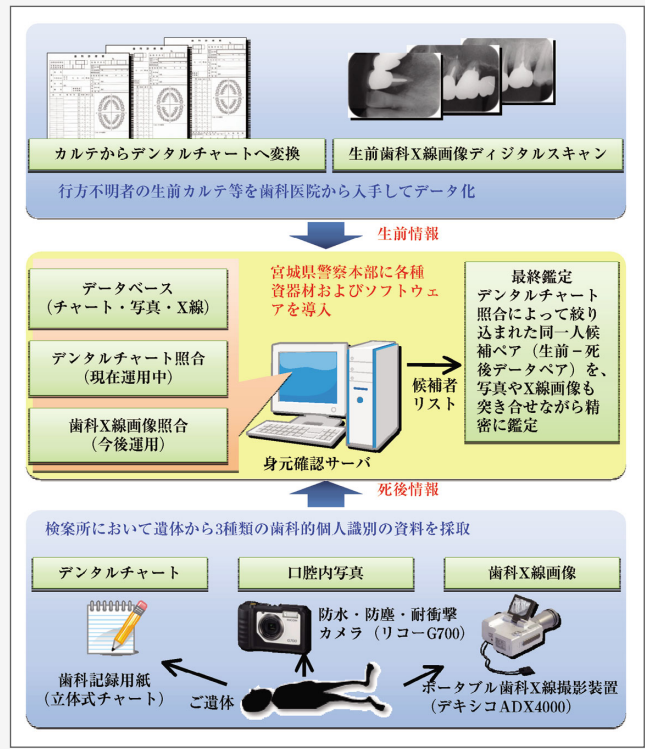 カルテからデンタルチャートへ変換
生前歯科X線画像ディジタルスキャン
行方不明者の生前カルテ等を歯科医院から入手してデータ化
生前情報
データベース
(チャート・写真・X線)
デンタルチャート照合
(現在運用中)
歯科X線画像照合
(今後運用)
宮城県警察本部に各種
資器材およびソフトウェ
アを導入
身元確認サーバ
候補者
リスト
最終鑑定
デンタルチャート
照合によって絞り
込まれた同一人候
補ペア(生前−死
後データペア)を、
写真やX線画像も
突き合せながら精
密に鑑定
死後情報
検案所において遺体から3種類の歯科的個人識別の資料を採取
デンタルチャート
口腔内写真
歯科X線画像
防水・防塵・耐衝撃
カメラ(リコーG700)
歯科記録用紙
(立体式チャート)
ご遺体
ポータブル歯科X線撮影装置
(デキシコADX4000)